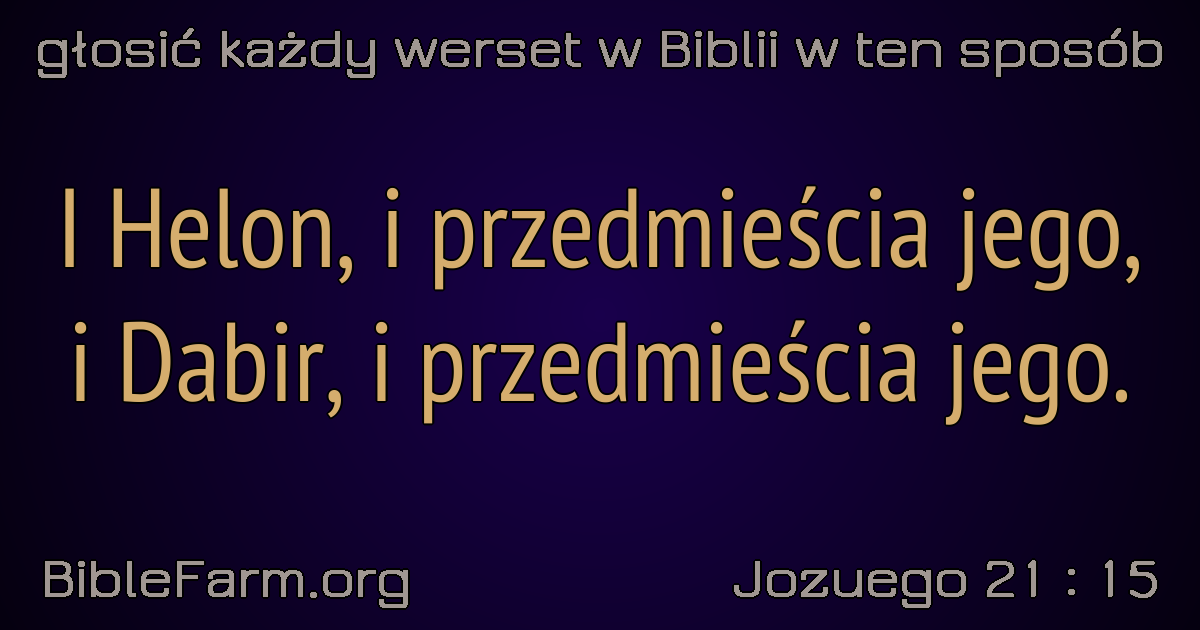 głosić każdy werset w Biblii w ten sposób
I Helon, i przedmieścia jego,
i Dabir, i przedmieścia jego.
BibleFarm.org
Jozuego 21 : 15